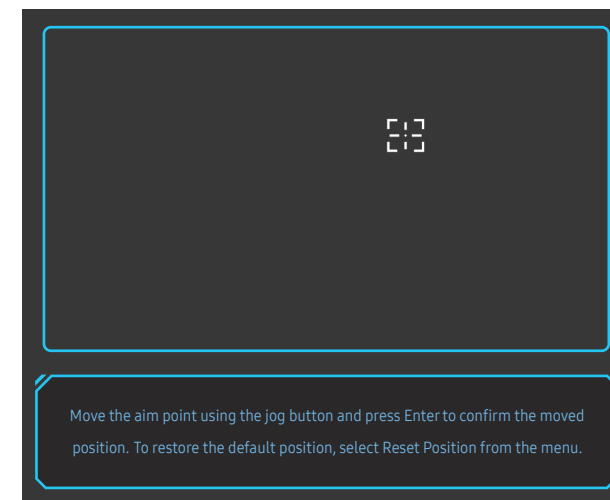 Move the aim point using the jog button and press Enter to confirm the moved
position. To restore the default position, select Reset Position from the menu.